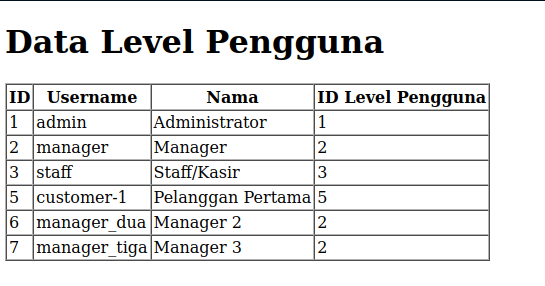 Data Level Pengguna
ID Username Nama ID Level Pengguna
1 admin Administrator 1
2 manager Manager 2
3 staff Staff/Kasir 3
5 customer-1 Pelanggan Pertama 5
6 manager_dua Manager 2 2
7 manager_tiga Manager 3 2